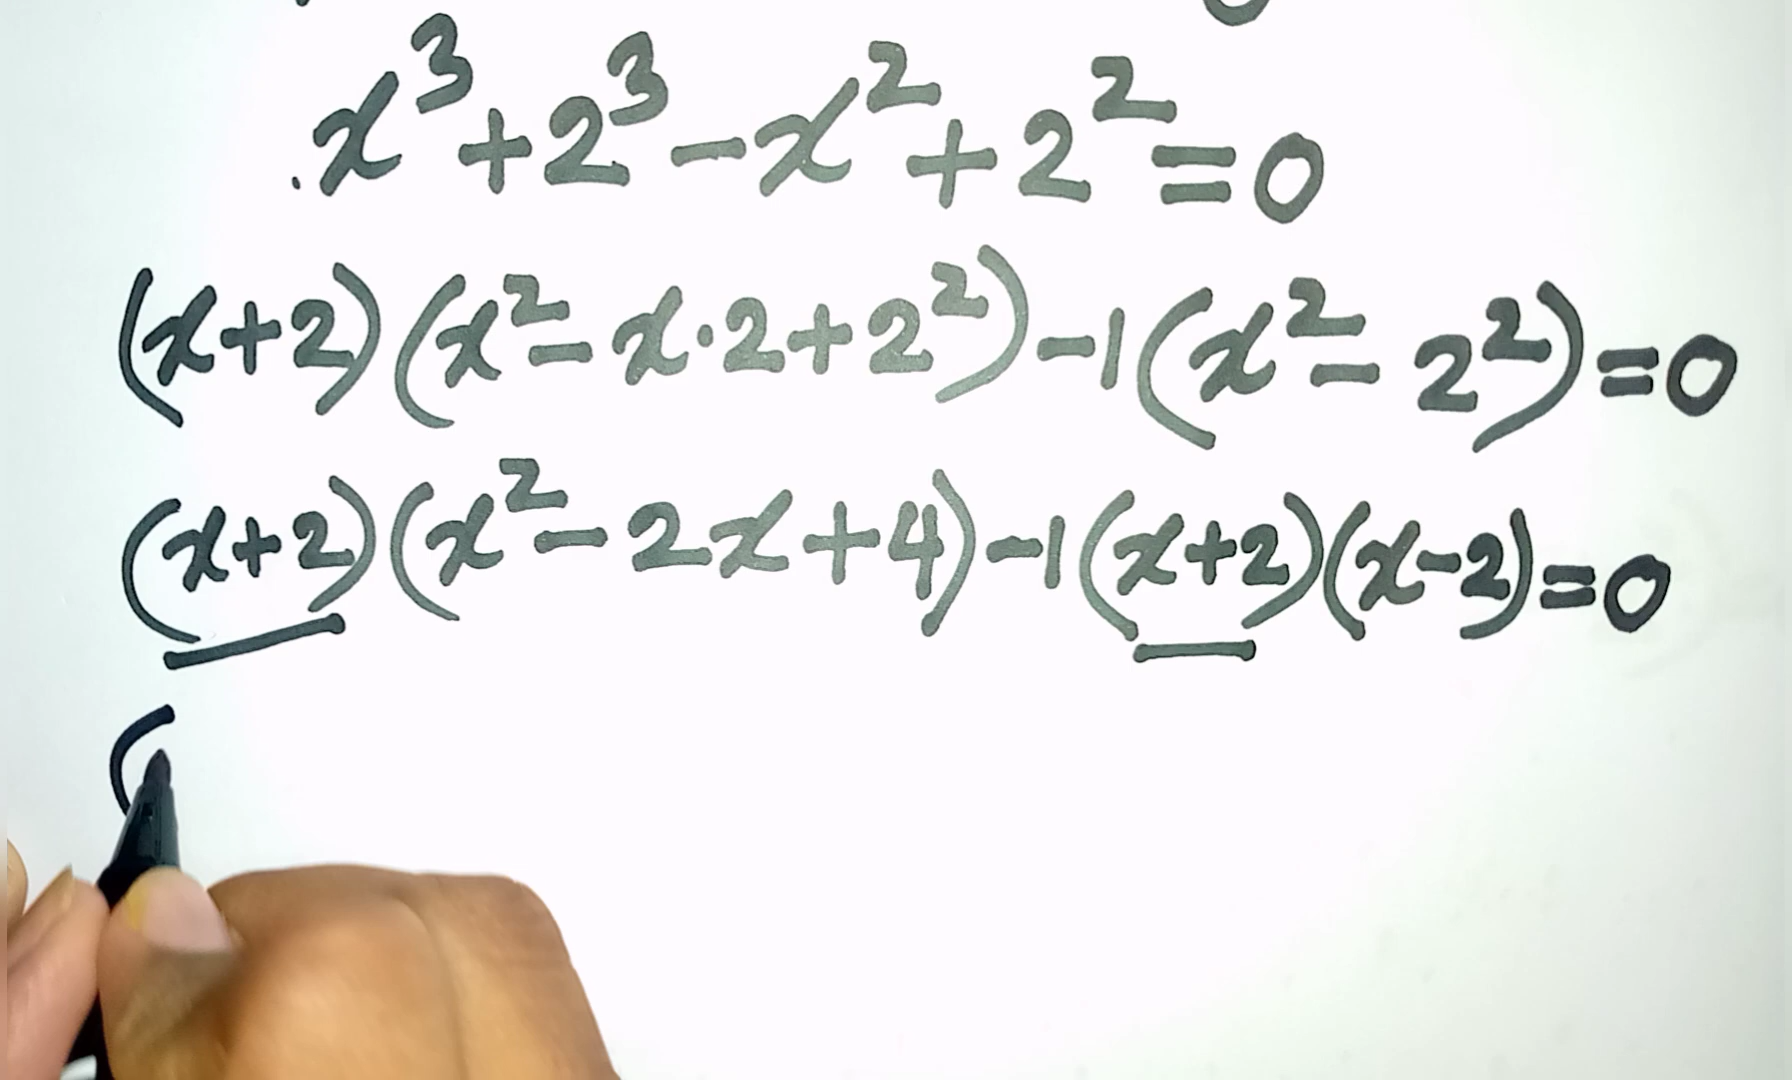 x³+2³-x²+2²=0
(x+2)(x²-x·2+2²)-1(x²-2²)=0
(x+2)(x²-2x+4)-1(x+2)(x-2)=0
(